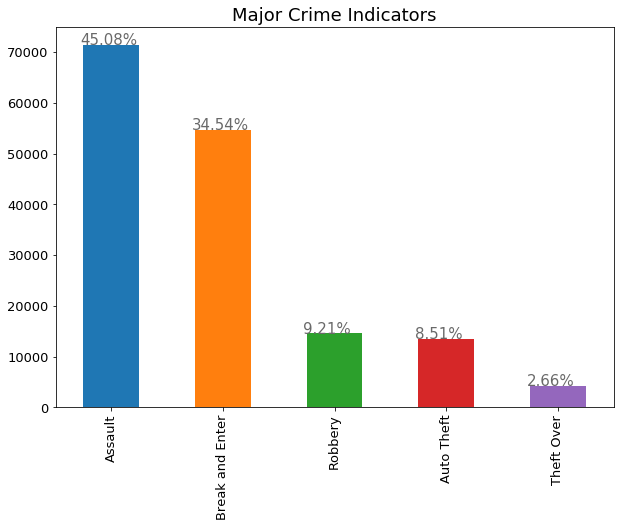 Major Crime Indicators
70000
60000
50000
40000
30000
20000
10000
0
45.08%
34.54%
9.21%
8.51%
2.66%
Assault
Break and Enter
Robbery
Auto Theft
Theft Over